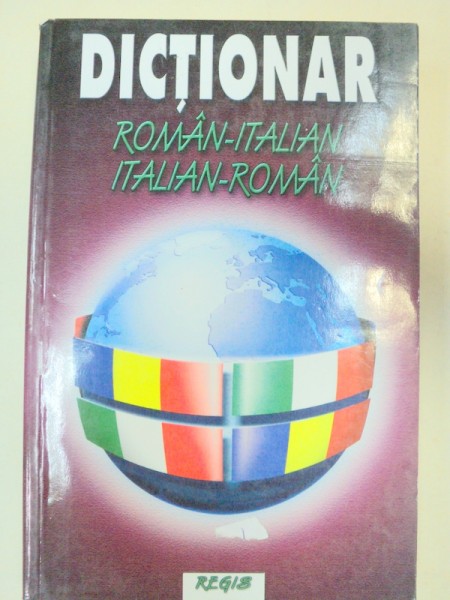 DICȚIONAR
ROMÂN-ITALIAN
ITALIAN-ROMÂN
REGIS